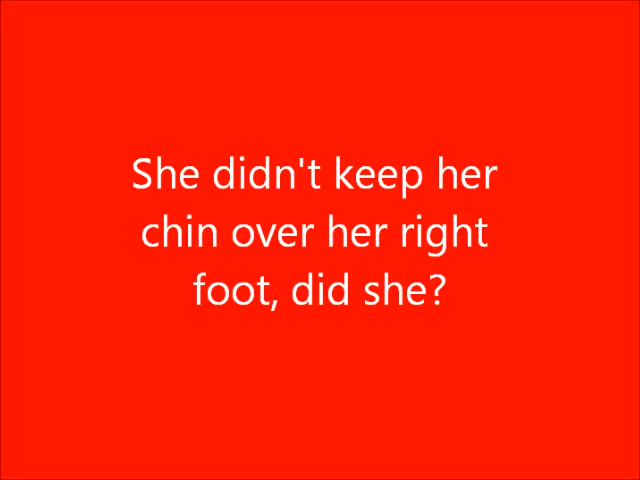 She didn't keep her
chin over her right
foot, did she?